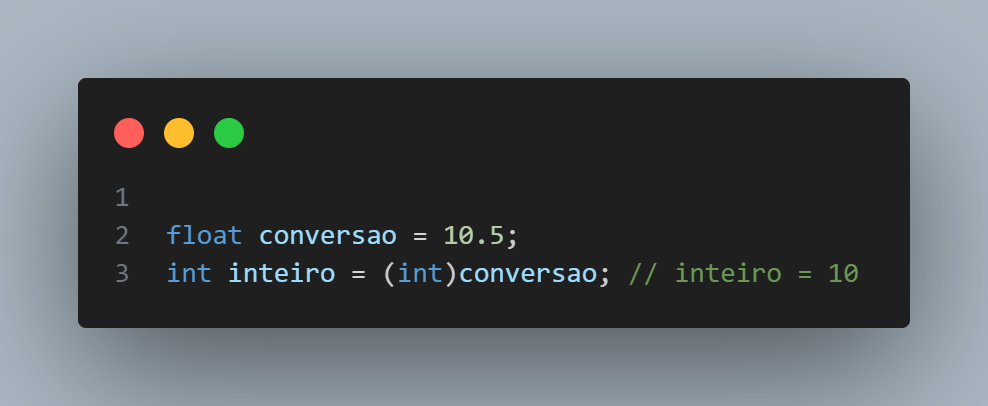 1
2 float conversao = 10.5;
3 int inteiro = (int)conversao; // inteiro = 10